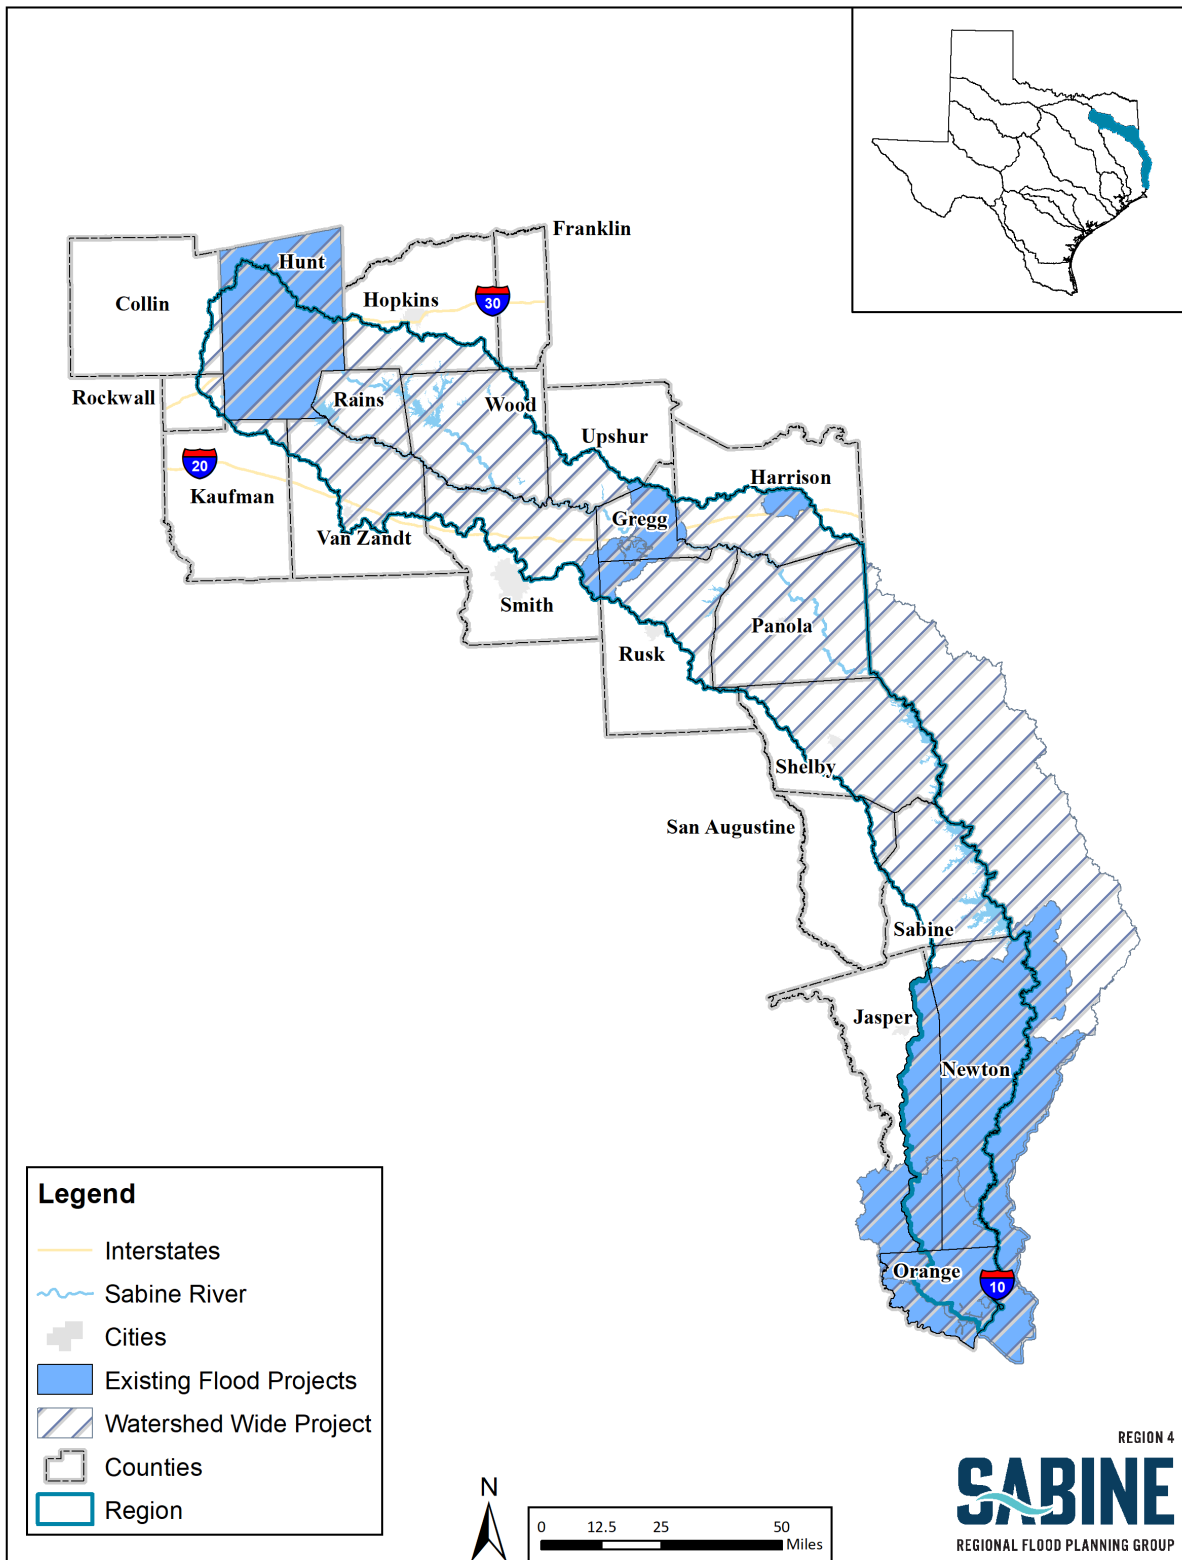 Franklin
Hunt
Collin
Hopkins
30
Rockwall
Rains
Wood
Upshur
20
Kaufman
Harrison
Gregg
Van Zandt
Smith
Panola
Rusk
Shelby
San Augustine
Sabine
Jasper
Newton
Orange
10
Legend
Interstates
Sabine River
Cities
Existing Flood Projects
Watershed Wide Project
Counties
Region
N
0 12.5 25 50
Miles
REGION 4
SABINE
REGIONAL FLOOD PLANNING GROUP